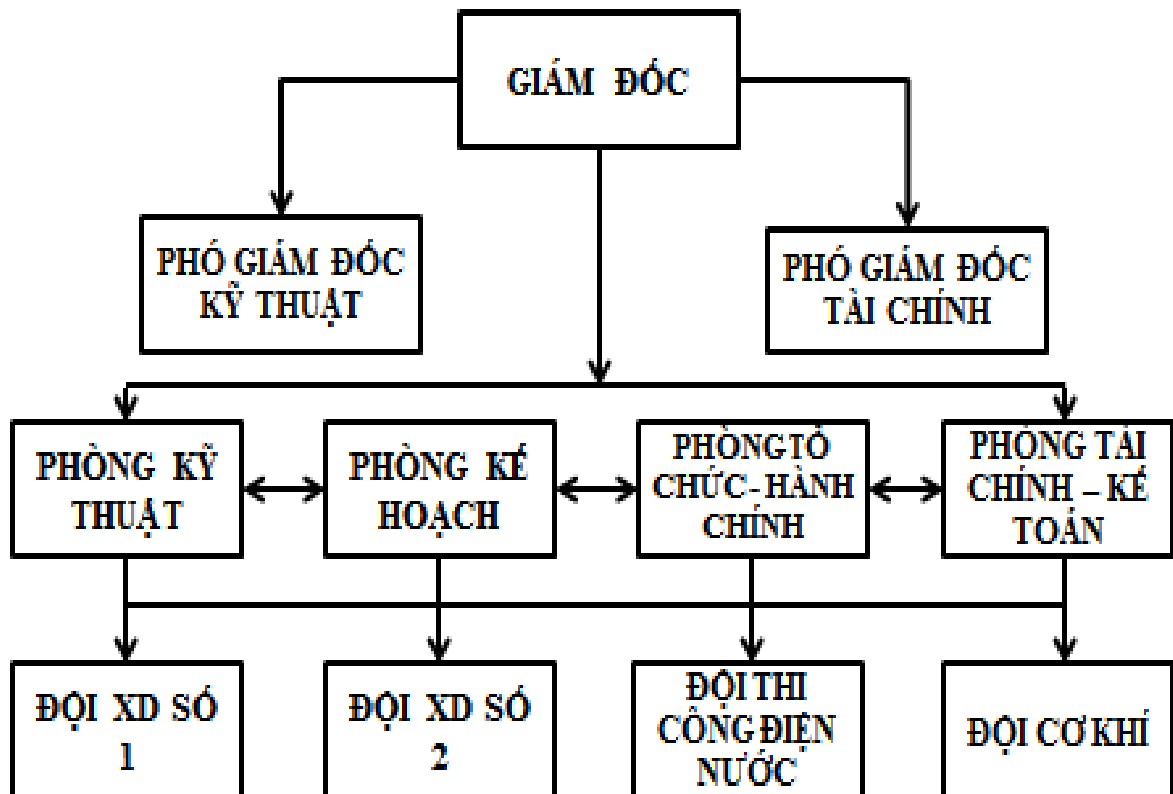 GIÁM ĐỐC
PHÓ GIÁM ĐỐC
KỸ THUẬT
PHÓ GIÁM ĐỐC
TÀI CHÍNH
PHÒNG KỸ
THUẬT
PHÒNG KẾ
HOẠCH
PHÒNG TỔ
CHỨC - HÀNH
CHÍNH
PHÒNG TÀI
CHÍNH – KẾ
TOÁN
ĐỘI XD SỐ
1
ĐỘI XD SỐ
2
ĐỘI THI
CÔNG ĐIỆN
NƯỚC
ĐỘI CƠ KHÍ